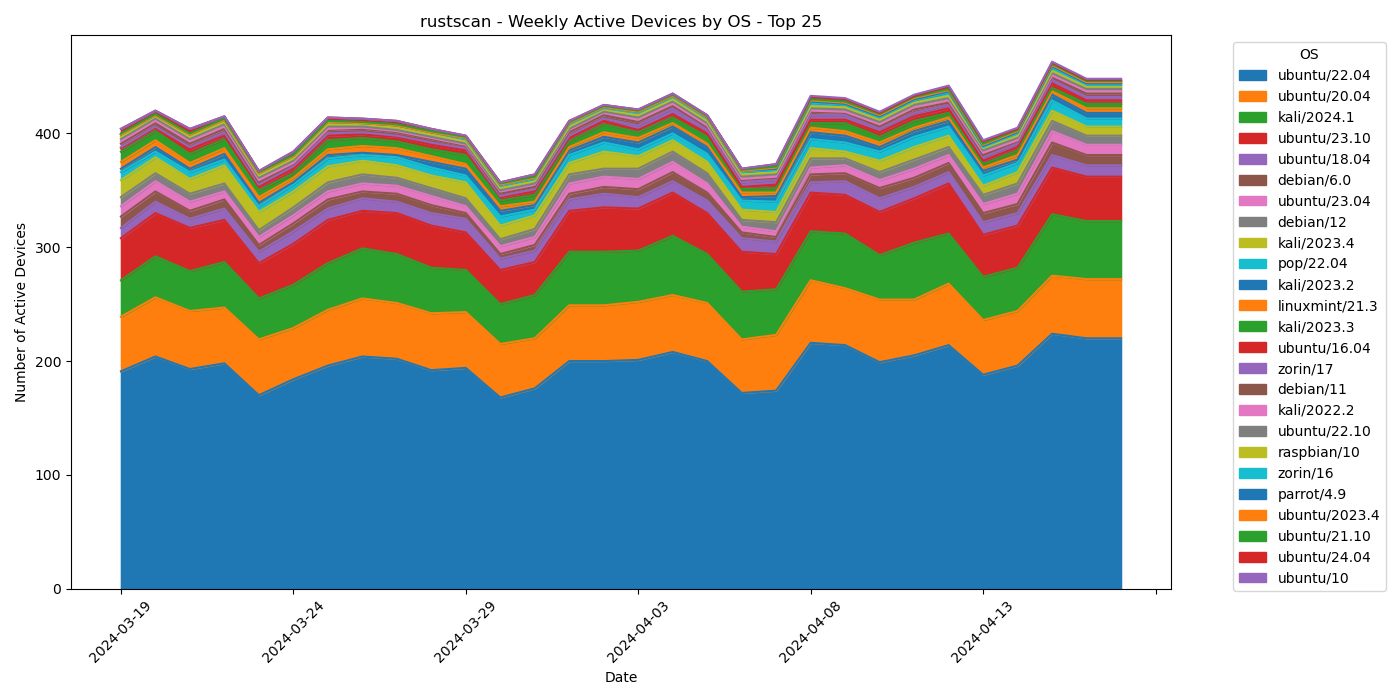 rustscan - Weekly Active Devices by OS - Top 25
Number of Active Devices
400
300
200
100
0
2024-03-19
2024-03-24
2024-03-29
2024-04-03
2024-04-08
2024-04-13
Date
OS
ubuntu/22.04
ubuntu/20.04
kali/2024.1
ubuntu/23.10
ubuntu/18.04
debian/6.0
ubuntu/23.04
debian/12
kali/2023.4
pop/22.04
kali/2023.2
linuxmint/21.3
kali/2023.3
ubuntu/16.04
zorin/17
debian/11
kali/2022.2
ubuntu/22.10
raspbian/10
zorin/16
parrot/4.9
ubuntu/2023.4
ubuntu/21.10
ubuntu/24.04
ubuntu/10